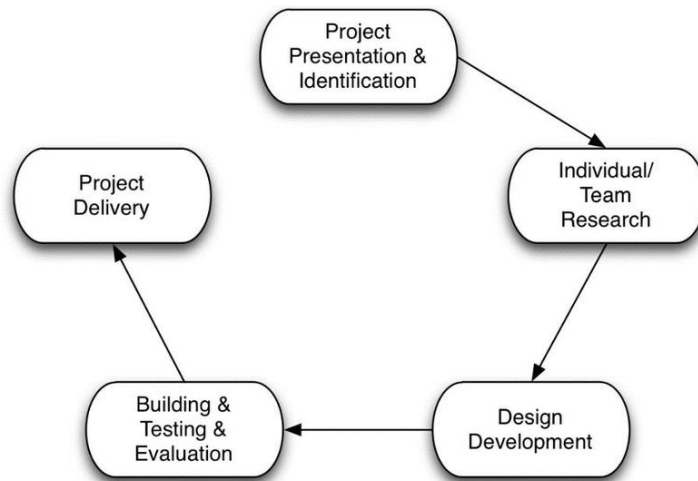 Project
Presentation &
Identification
Individual/
Team
Research
Design
Development
Building &
Testing &
Evaluation
Project
Delivery